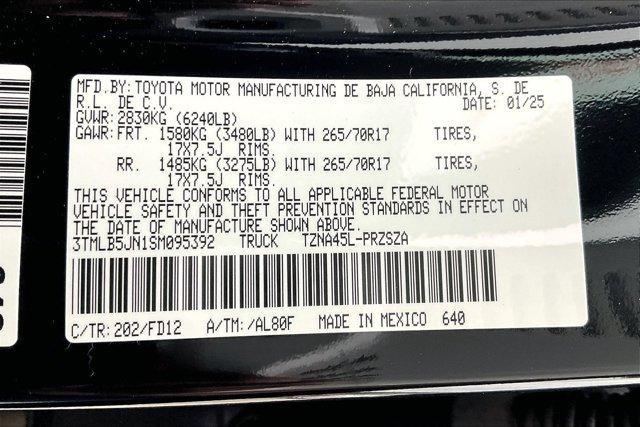 MFD.BY: TOYOTA MOTOR MANUFACTURING DE BAJA CALIFORNIA, S. DE
R.L. DE C.V. DATE: 01/25
GVWR: 2830KG (6240LB)
GAWR: FRT. 1580KG (3480LB) WITH 265/70R17 TIRES,
17X7.5J RIMS.
RR. 1485KG (3275LB) WITH 265/70R17 TIRES,
17X7.5J RIMS.
THIS VEHICLE CONFORMS TO ALL APPLICABLE FEDERAL MOTOR
VEHICLE SAFETY AND THEFT PREVENTION STANDARDS IN EFFECT ON
THE DATE OF MANUFACTURE SHOWN ABOVE.
3TMLB5JN1SM095392 TRUCK TZNA45L-PRZSZA
C/TR: 202/FD12 A/TM: /AL80F MADE IN MEXICO 640